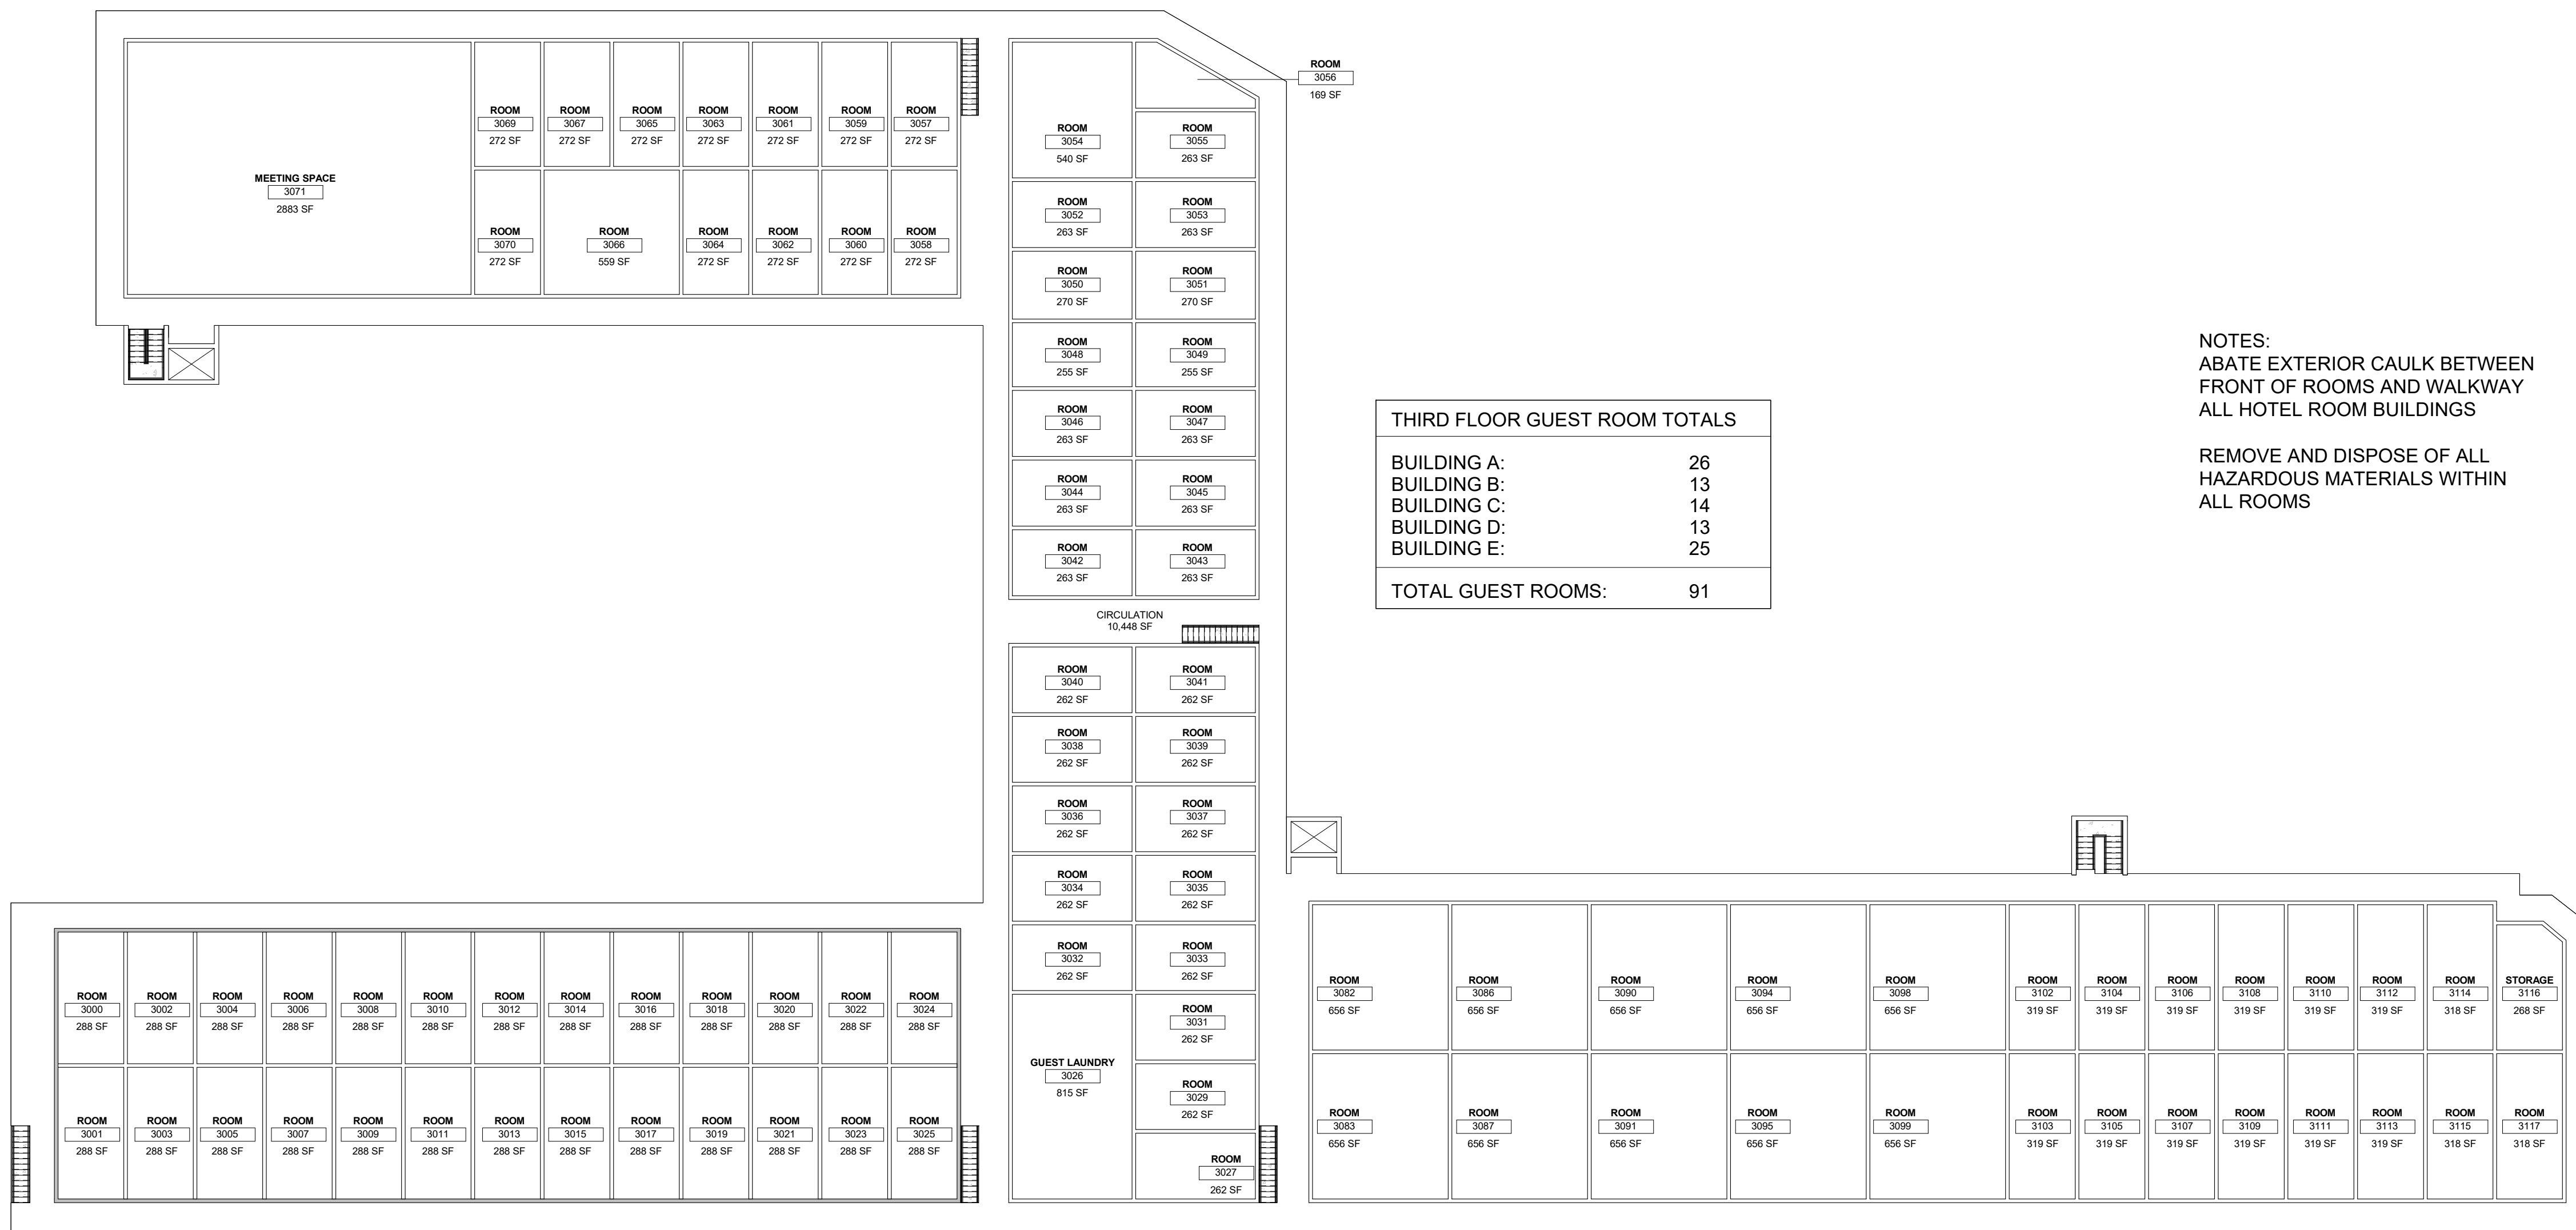 ROOM
3056
169 SF
ROOM
3069
272 SF
ROOM
3067
272 SF
ROOM
3065
272 SF
ROOM
3063
272 SF
ROOM
3061
272 SF
ROOM
3059
272 SF
ROOM
3057
272 SF
MEETING SPACE
3071
2883 SF
ROOM
3070
272 SF
ROOM
3066
559 SF
ROOM
3064
272 SF
ROOM
3062
272 SF
ROOM
3060
272 SF
ROOM
3058
272 SF
ROOM
3054
540 SF
ROOM
3055
263 SF
ROOM
3052
263 SF
ROOM
3053
263 SF
ROOM
3050
270 SF
ROOM
3051
270 SF
ROOM
3048
255 SF
ROOM
3049
255 SF
ROOM
3046
263 SF
ROOM
3047
263 SF
ROOM
3044
263 SF
ROOM
3045
263 SF
ROOM
3042
263 SF
ROOM
3043
263 SF
CIRCULATION
10,448 SF
THIRD FLOOR GUEST ROOM TOTALS
BUILDING A: 26
BUILDING B: 13
BUILDING C: 14
BUILDING D: 13
BUILDING E: 25
TOTAL GUEST ROOMS: 91
NOTES:
ABATE EXTERIOR CAULK BETWEEN
FRONT OF ROOMS AND WALKWAY
ALL HOTEL ROOM BUILDINGS
REMOVE AND DISPOSE OF ALL
HAZARDOUS MATERIALS WITHIN
ALL ROOMS
ROOM
3040
262 SF
ROOM
3041
262 SF
ROOM
3038
262 SF
ROOM
3039
262 SF
ROOM
3036
262 SF
ROOM
3037
262 SF
ROOM
3034
262 SF
ROOM
3035
262 SF
ROOM
3032
262 SF
ROOM
3033
262 SF
ROOM
3031
262 SF
GUEST LAUNDRY
3026
815 SF
ROOM
3029
262 SF
ROOM
3027
262 SF
ROOM
3000
288 SF
ROOM
3002
288 SF
ROOM
3004
288 SF
ROOM
3006
288 SF
ROOM
3008
288 SF
ROOM
3010
288 SF
ROOM
3012
288 SF
ROOM
3014
288 SF
ROOM
3016
288 SF
ROOM
3018
288 SF
ROOM
3020
288 SF
ROOM
3022
288 SF
ROOM
3024
288 SF
ROOM
3001
288 SF
ROOM
3003
288 SF
ROOM
3005
288 SF
ROOM
3007
288 SF
ROOM
3009
288 SF
ROOM
3011
288 SF
ROOM
3013
288 SF
ROOM
3015
288 SF
ROOM
3017
288 SF
ROOM
3019
288 SF
ROOM
3021
288 SF
ROOM
3023
288 SF
ROOM
3025
288 SF
ROOM
3082
656 SF
ROOM
3086
656 SF
ROOM
3090
656 SF
ROOM
3094
656 SF
ROOM
3098
656 SF
ROOM
3102
319 SF
ROOM
3104
319 SF
ROOM
3106
319 SF
ROOM
3108
319 SF
ROOM
3110
319 SF
ROOM
3112
319 SF
ROOM
3114
318 SF
STORAGE
3116
268 SF
ROOM
3083
656 SF
ROOM
3087
656 SF
ROOM
3091
656 SF
ROOM
3095
656 SF
ROOM
3099
656 SF
ROOM
3103
319 SF
ROOM
3105
319 SF
ROOM
3107
319 SF
ROOM
3109
319 SF
ROOM
3111
319 SF
ROOM
3113
319 SF
ROOM
3115
318 SF
ROOM
3117
318 SF